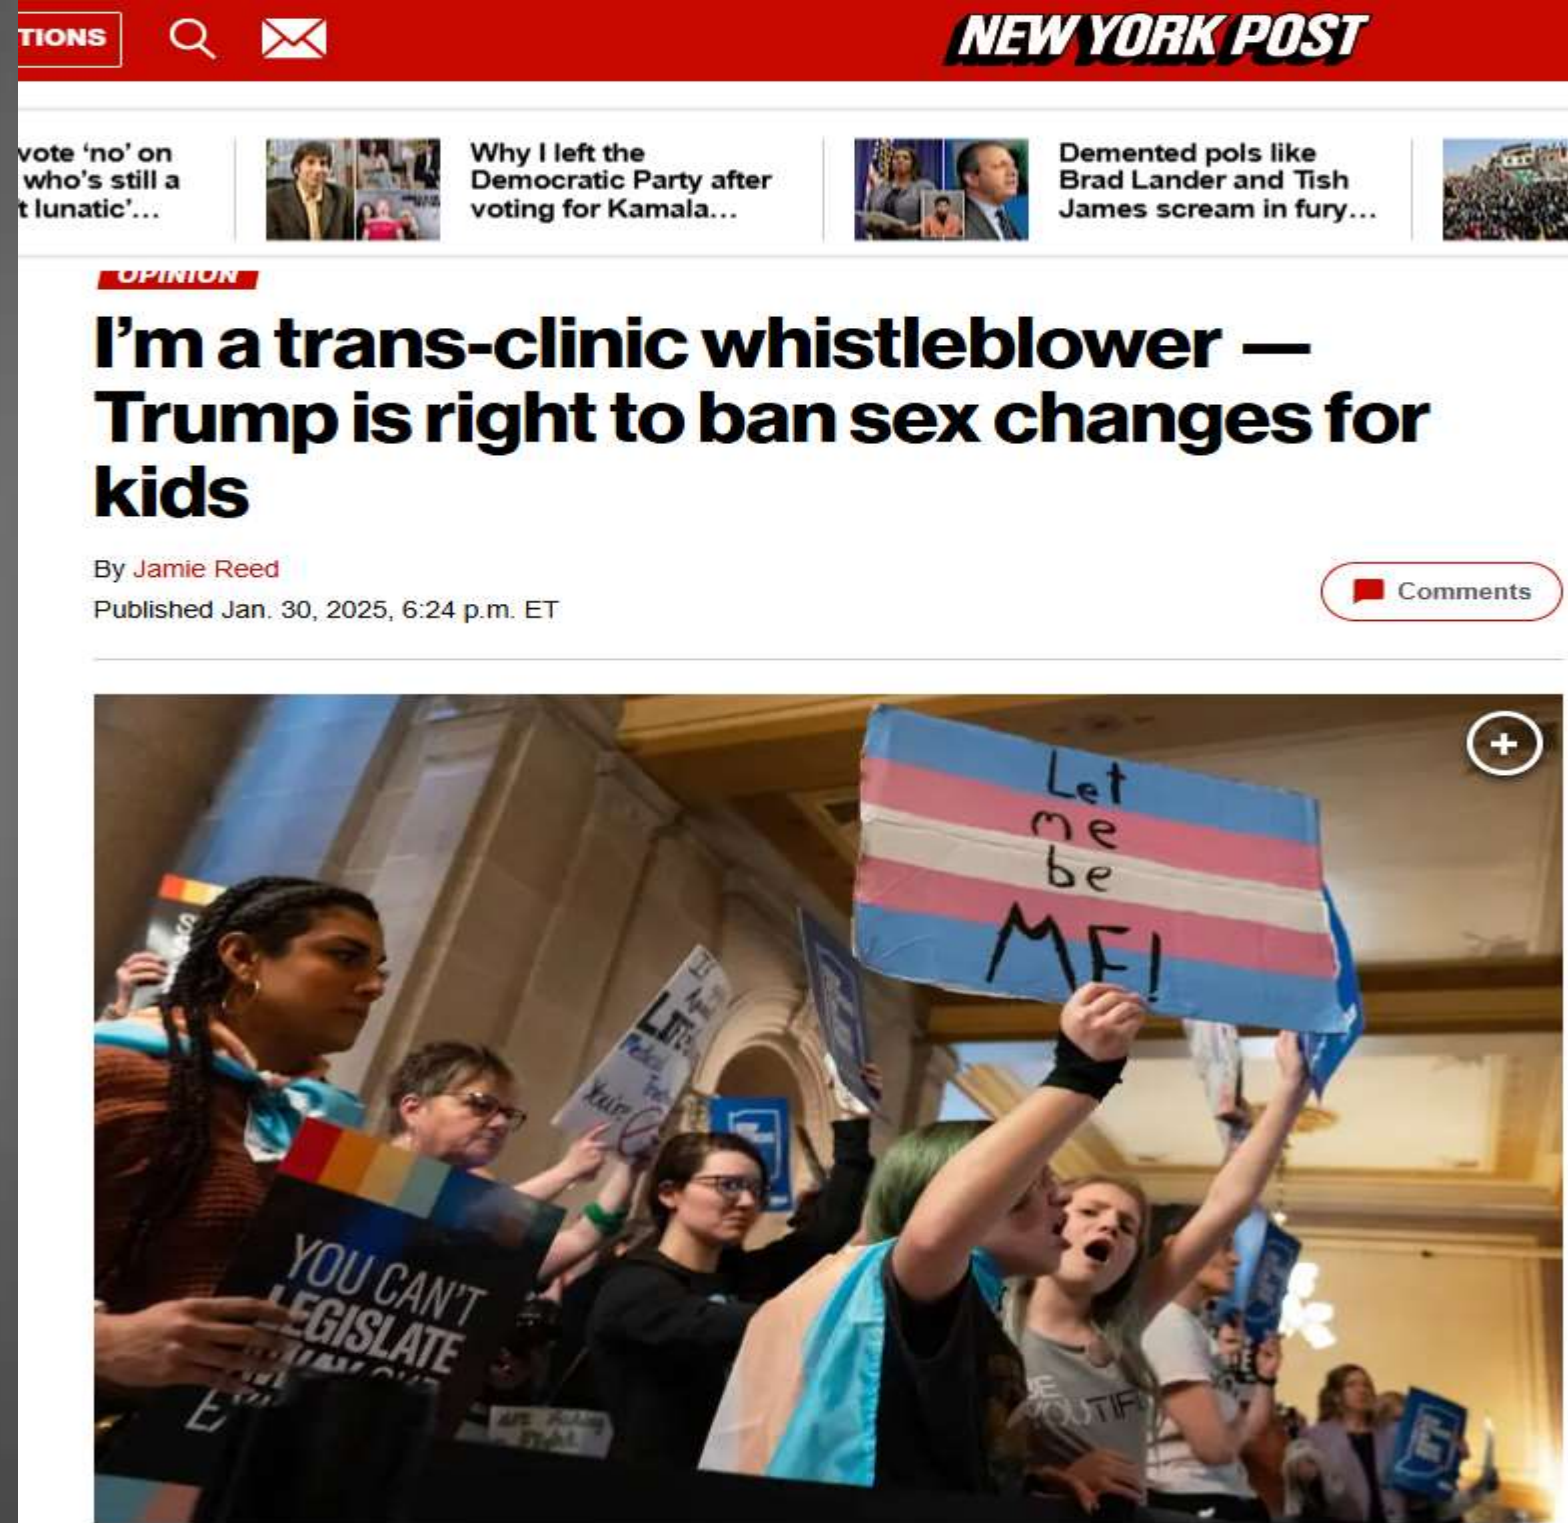 TIONS
NEW YORK POST
vote ‘no’ on
who’s still a
t lunatic’...
Why I left the
Democratic Party after
voting for Kamala...
Demented pols like
Brad Lander and Tish
James scream in fury...
OPINION
I’m a trans-clinic whistleblower —
Trump is right to ban sex changes for
kids
By Jamie Reed
Published Jan. 30, 2025, 6:24 p.m. ET
Comments
Let
me
be
ME!
YOU CAN'T
LEGISLATE